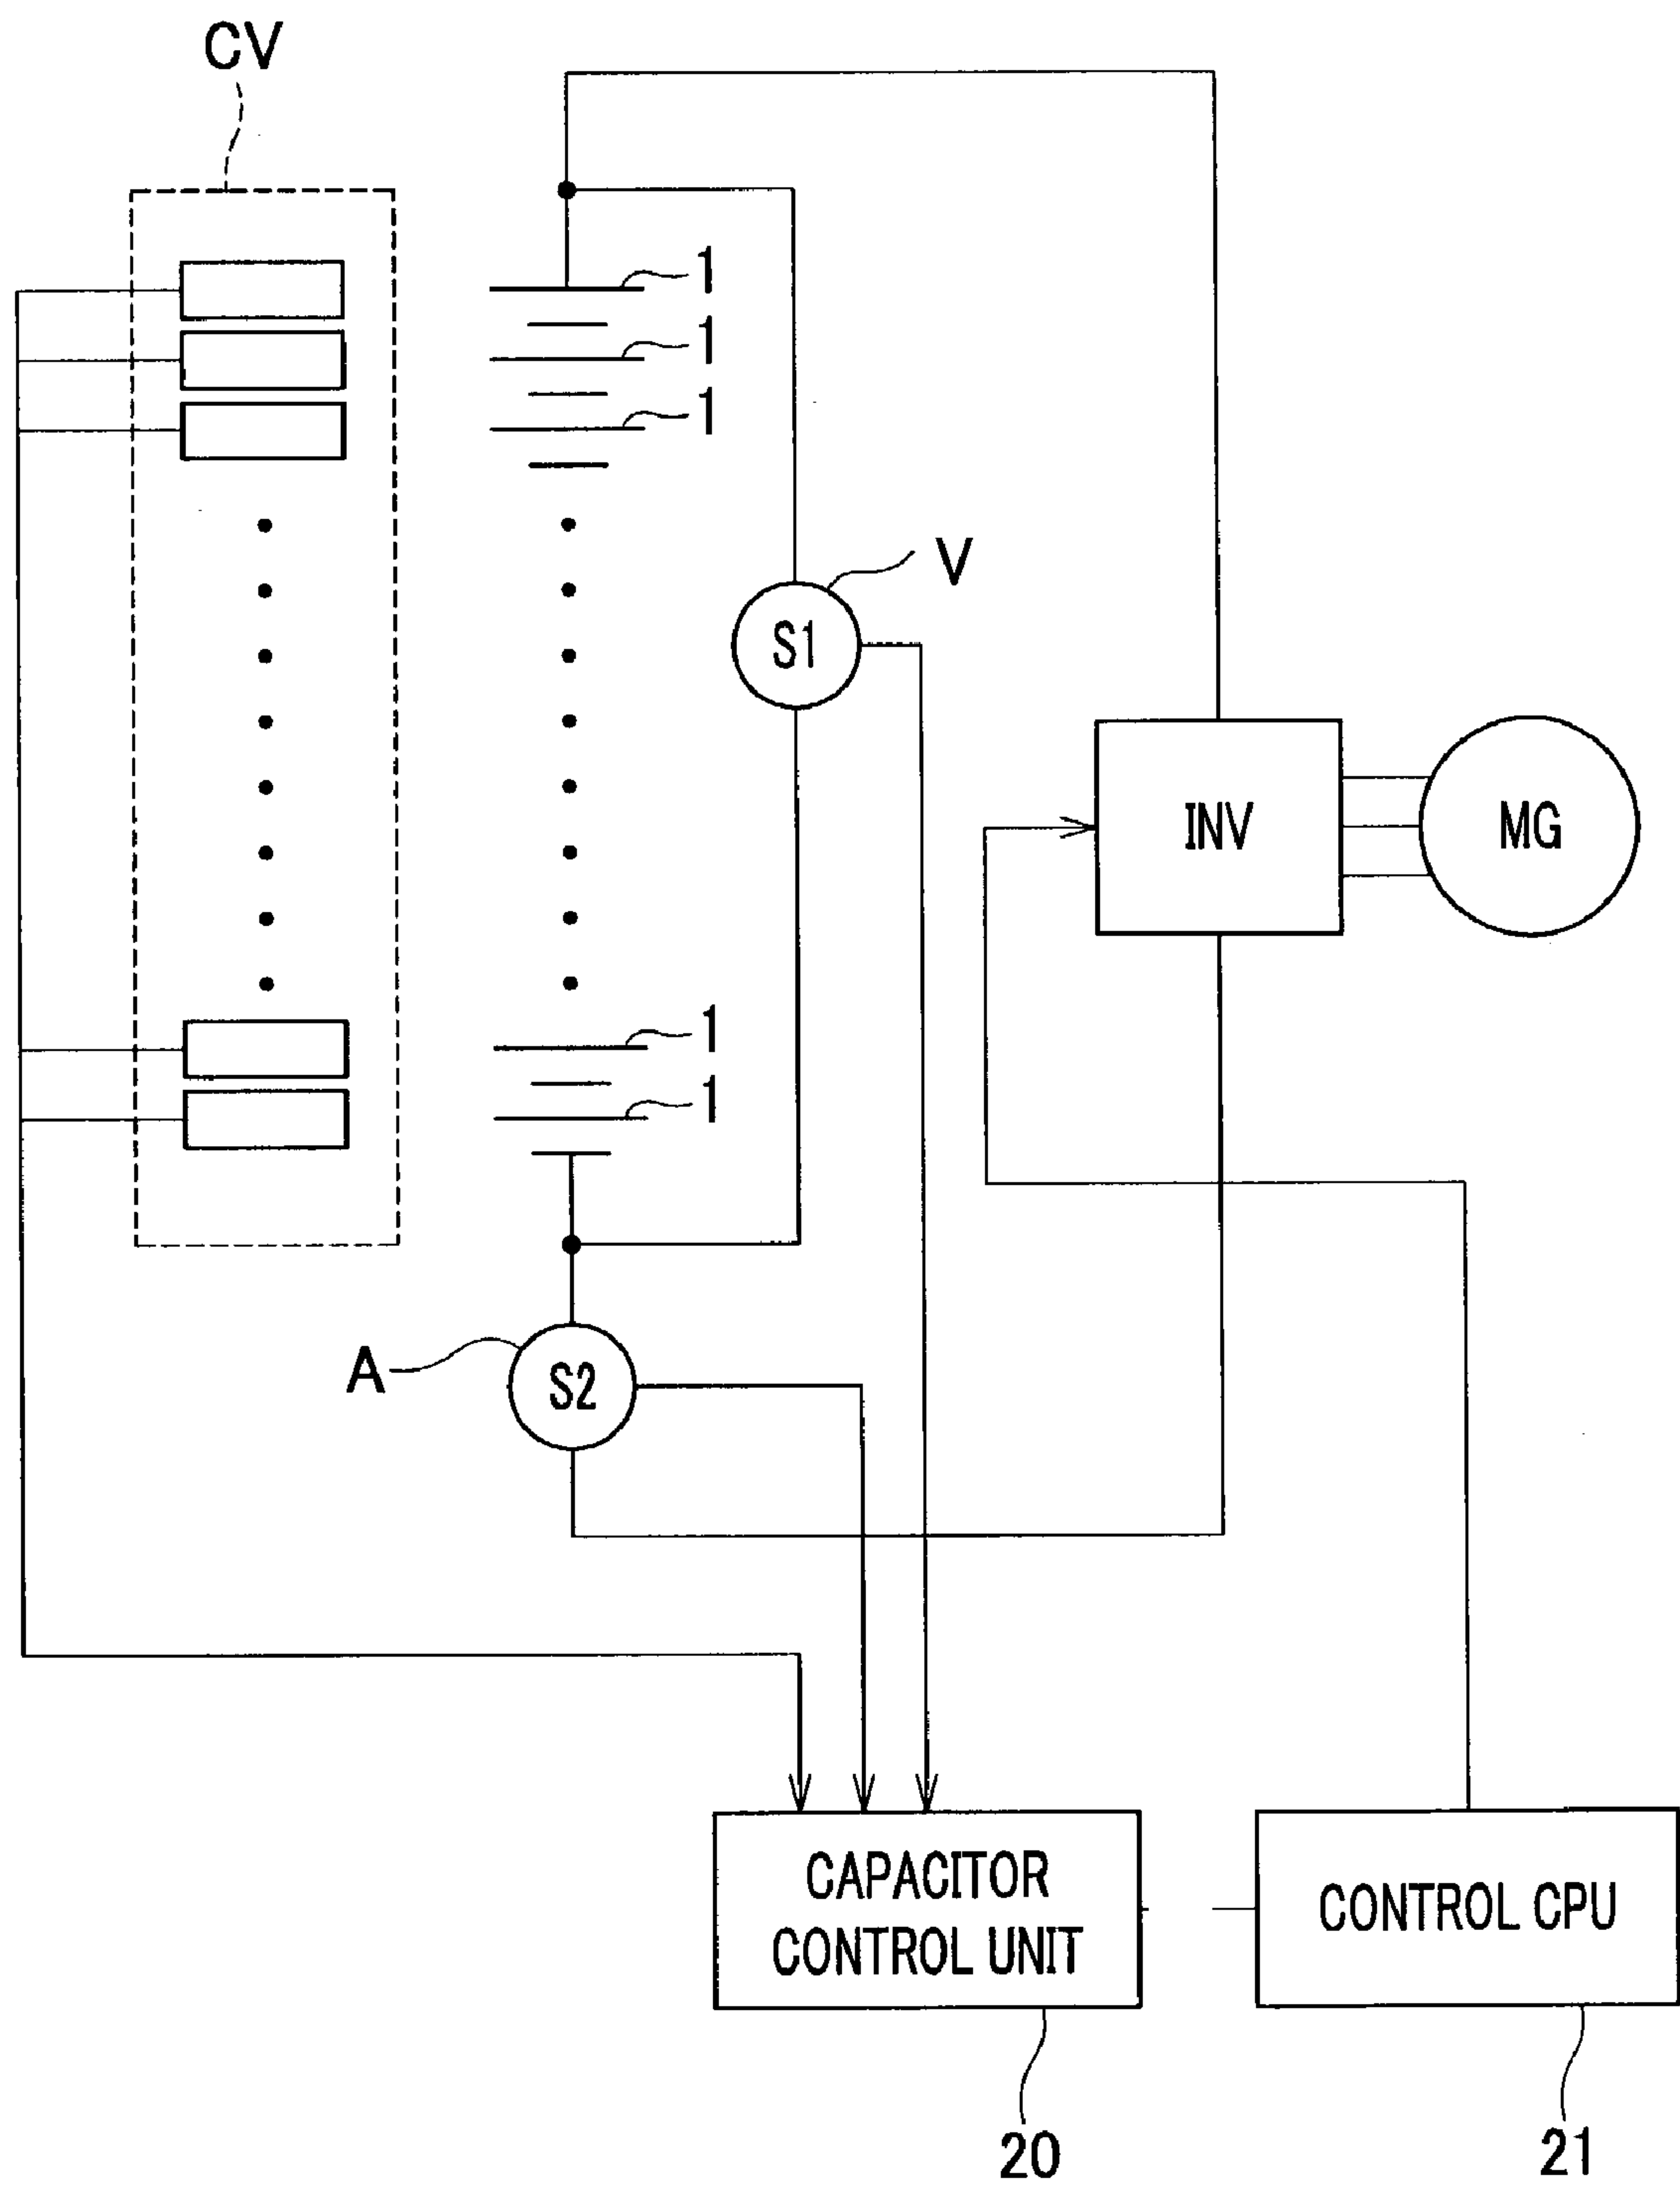 CV
1
1
1
V
S1
INV
MG
1
1
A
S2
CAPACITOR
CONTROL UNIT
CONTROL CPU
20
21